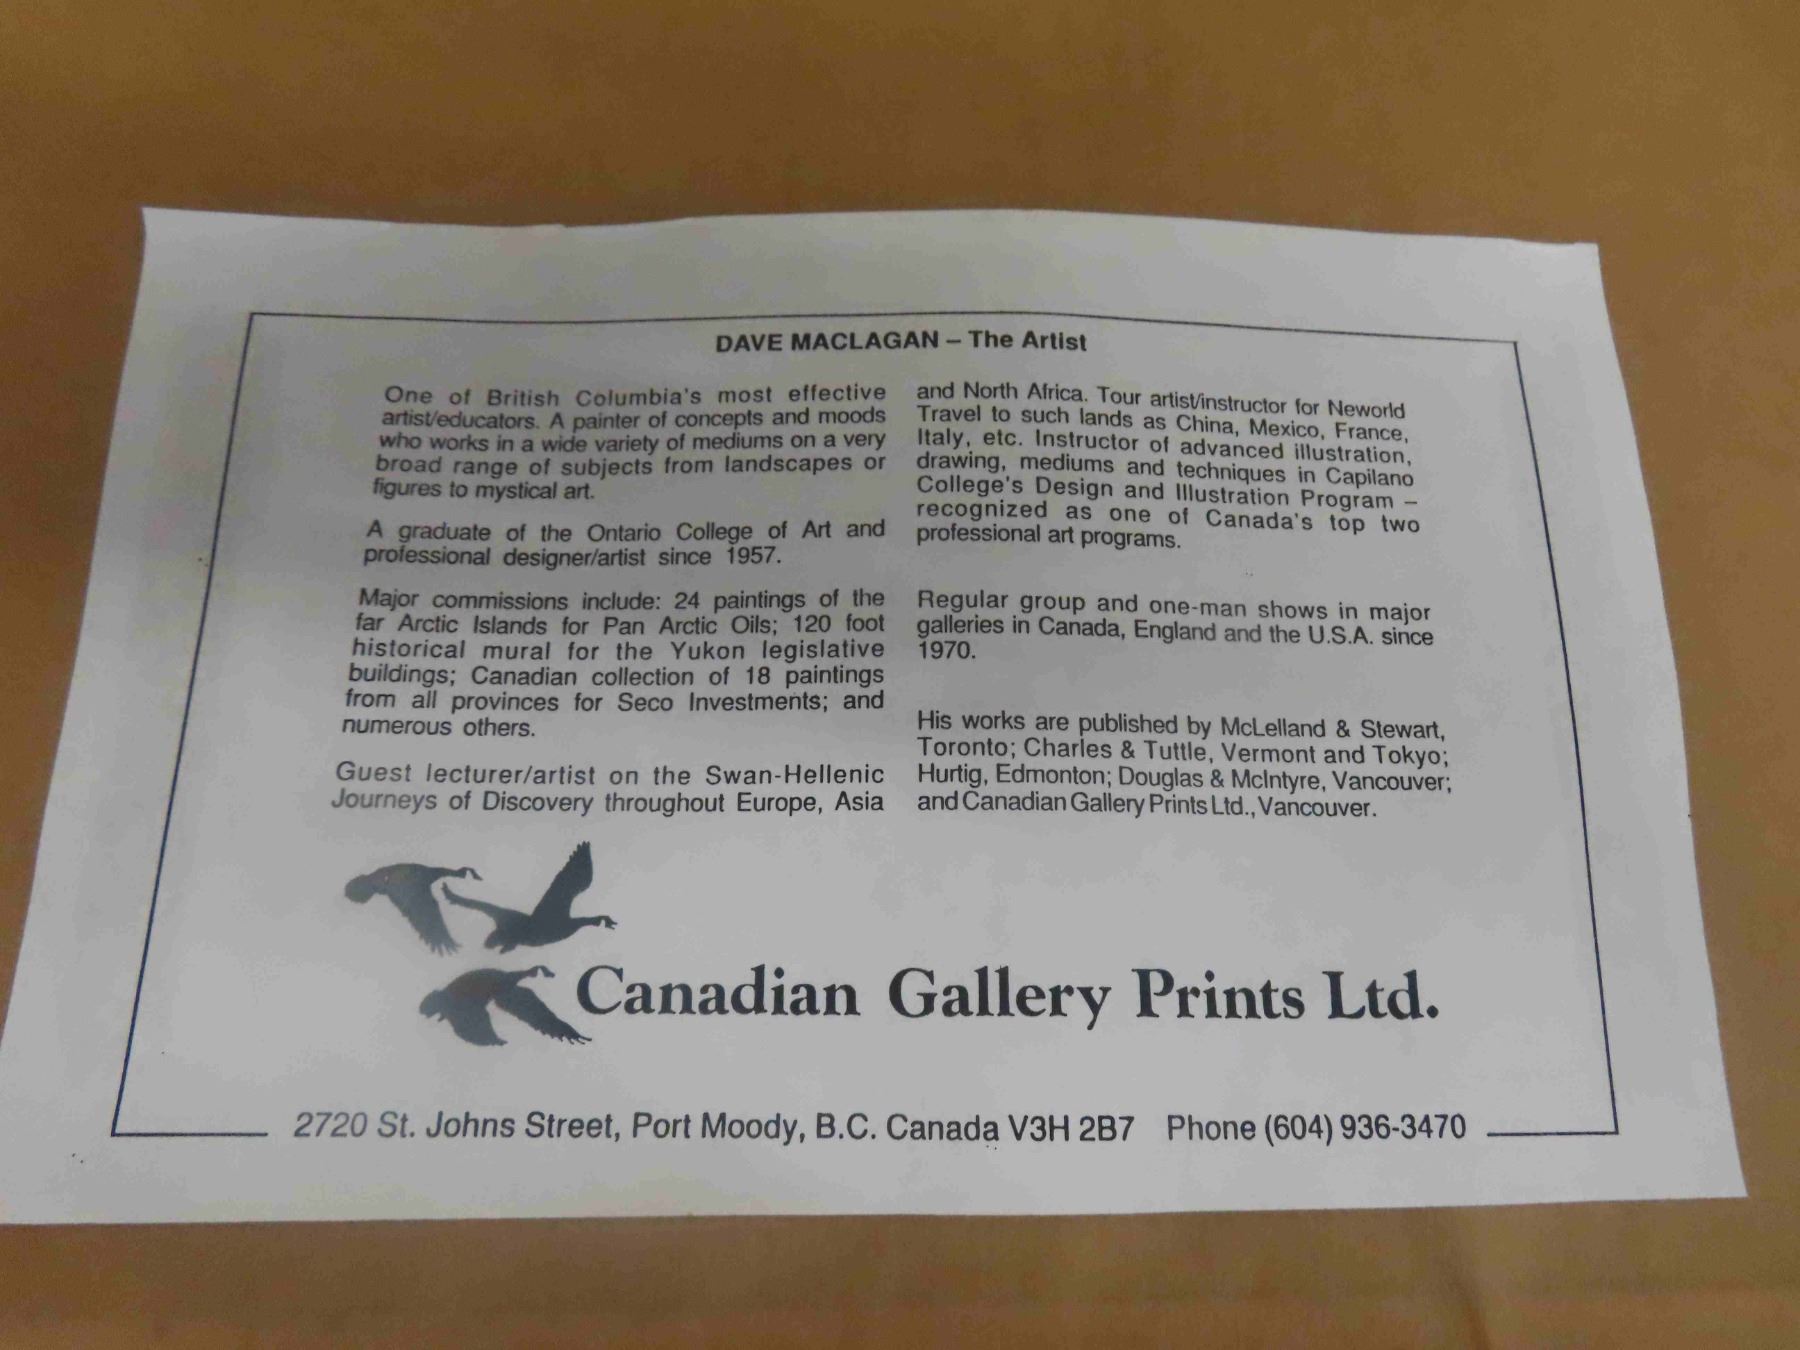 DAVE MACLAGAN – The Artist
One of British Columbia's most effective
artist/educators. A painter of concepts and moods
who works in a wide variety of mediums on a very
broad range of subjects from landscapes or
figures to mystical art.
A graduate of the Ontario College of Art and
professional designer/artist since 1957.
Major commissions include: 24 paintings of the
far Arctic Islands for Pan Arctic Oils; 120 foot
historical mural for the Yukon legislative
buildings; Canadian collection of 18 paintings
from all provinces for Seco Investments; and
numerous others.
Guest lecturer/artist on the Swan-Hellenic
Journeys of Discovery throughout Europe, Asia
and North Africa. Tour artist/instructor for Neworld
Travel to such lands as China, Mexico, France,
Italy, etc. Instructor of advanced illustration,
drawing, mediums and techniques in Capilano
College's Design and Illustration Program –
recognized as one of Canada's top two
professional art programs.
Regular group and one-man shows in major
galleries in Canada, England and the U.S.A. since
1970.
His works are published by McLelland & Stewart,
Toronto; Charles & Tuttle, Vermont and Tokyo;
Hurtig, Edmonton; Douglas & McIntyre, Vancouver;
and Canadian Gallery Prints Ltd., Vancouver.
Canadian Gallery Prints Ltd.
2720 St. Johns Street, Port Moody, B.C. Canada V3H 2B7 Phone (604) 936-3470